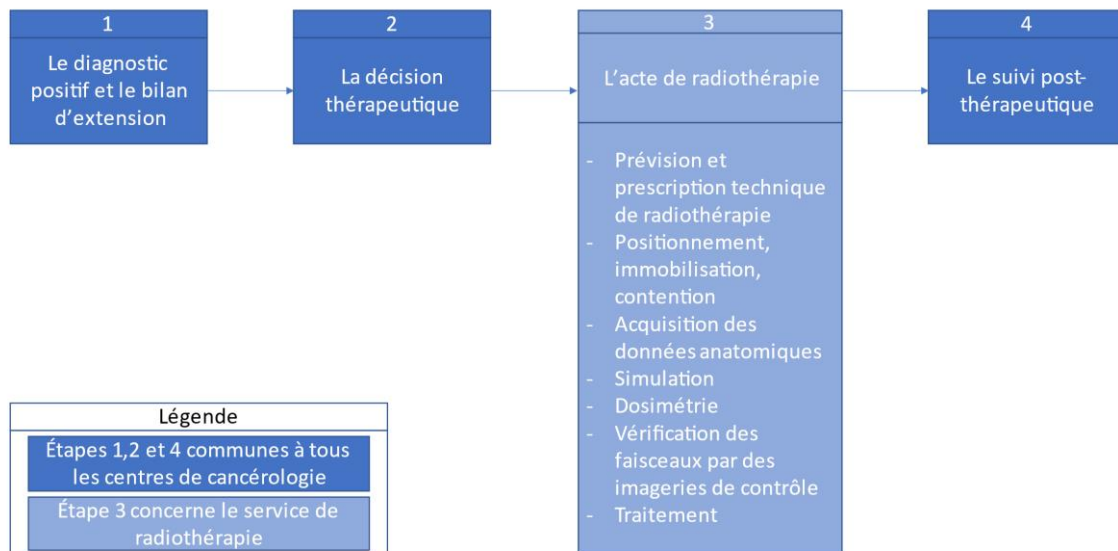 1
Le diagnostic
positif et le bilan
d’extension
2
La décision
thérapeutique
3
L’acte de radiothérapie
- Prévision et
prescription technique
de radiothérapie
- Positionnement,
immobilisation,
contention
- Acquisition des
données anatomiques
- Simulation
- Dosimétrie
- Vérification des
faisceaux par des
imageries de contrôle
- Traitement
4
Le suivi post-
thérapeutique
Légende
Étapes 1,2 et 4 communes à tous
les centres de cancérologie
Étape 3 concerne le service de
radiothérapie